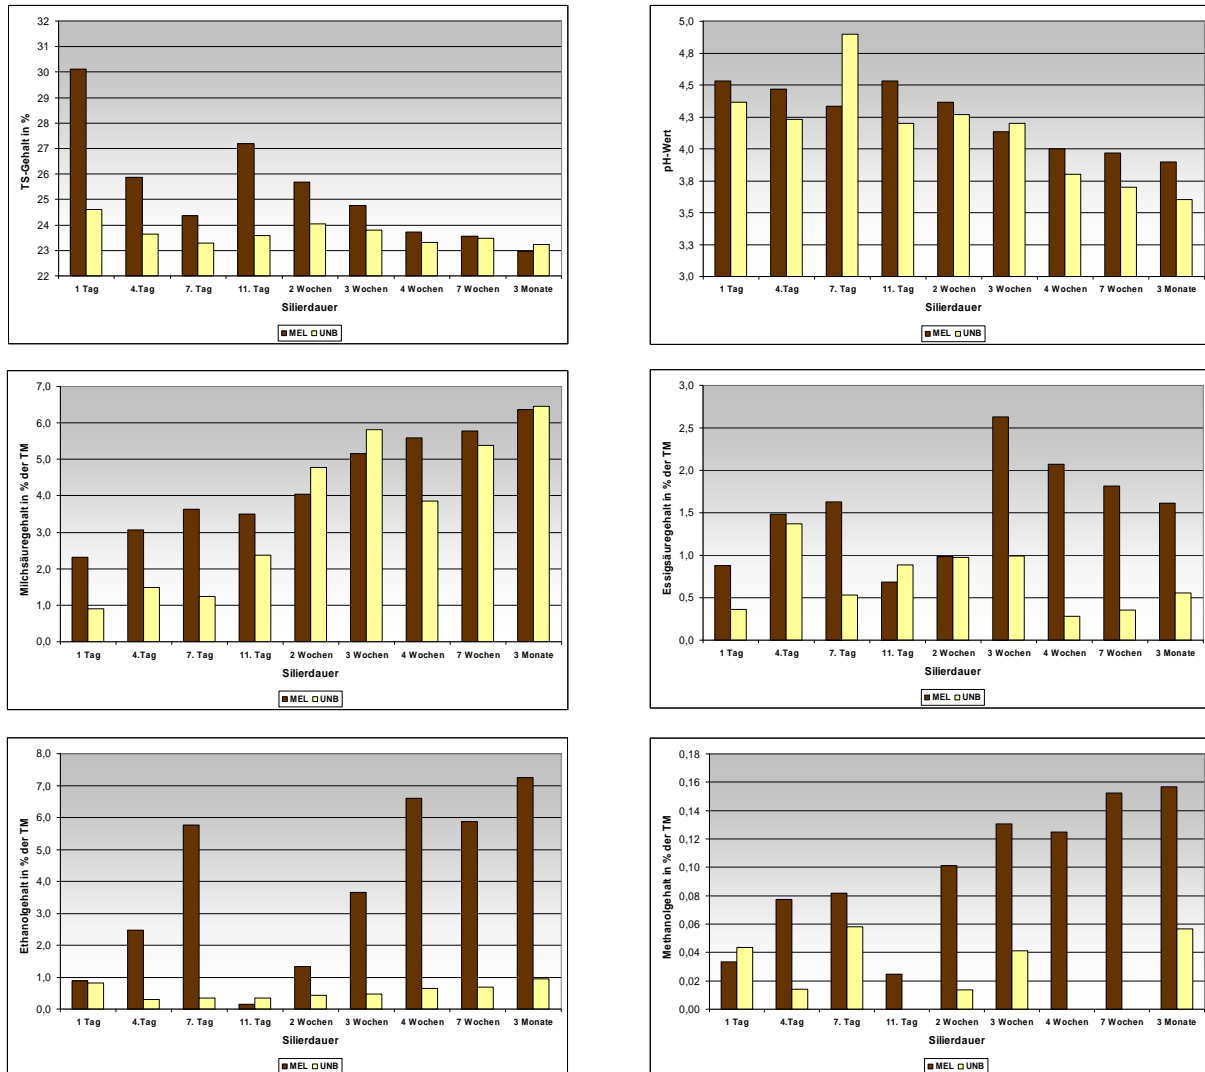 TS-Gehalt in %
32
31
30
29
28
27
26
25
24
23
22
1 Tag 4.Tag 7. Tag 11. Tag 2 Wochen 3 Wochen 4 Wochen 7 Wochen 3 Monate
Silierdauer
MEL UNB
pH-Wert
5,0
4,8
4,5
4,3
4,0
3,8
3,5
3,3
3,0
1 Tag 4.Tag 7. Tag 11. Tag 2 Wochen 3 Wochen 4 Wochen 7 Wochen 3 Monate
Silierdauer
MEL UNB
Milchsäuregehalt in % der TM
7,0
6,0
5,0
4,0
3,0
2,0
1,0
0,0
1 Tag 4.Tag 7. Tag 11. Tag 2 Wochen 3 Wochen 4 Wochen 7 Wochen 3 Monate
Silierdauer
MEL UNB
Essigsäuregehalt in % der TM
3,0
2,5
2,0
1,5
1,0
0,5
0,0
1 Tag 4.Tag 7. Tag 11. Tag 2 Wochen 3 Wochen 4 Wochen 7 Wochen 3 Monate
Silierdauer
MEL UNB
Ethanolgehalt in % der TM
8,0
7,0
6,0
5,0
4,0
3,0
2,0
1,0
0,0
1 Tag 4.Tag 7. Tag 11. Tag 2 Wochen 3 Wochen 4 Wochen 7 Wochen 3 Monate
Silierdauer
MEL UNB
Methanolgehalt in % der TM
0,18
0,16
0,14
0,12
0,10
0,08
0,06
0,04
0,02
0,00
1 Tag 4.Tag 7. Tag 11. Tag 2 Wochen 3 Wochen 4 Wochen 7 Wochen 3 Monate
Silierdauer
MEL UNB